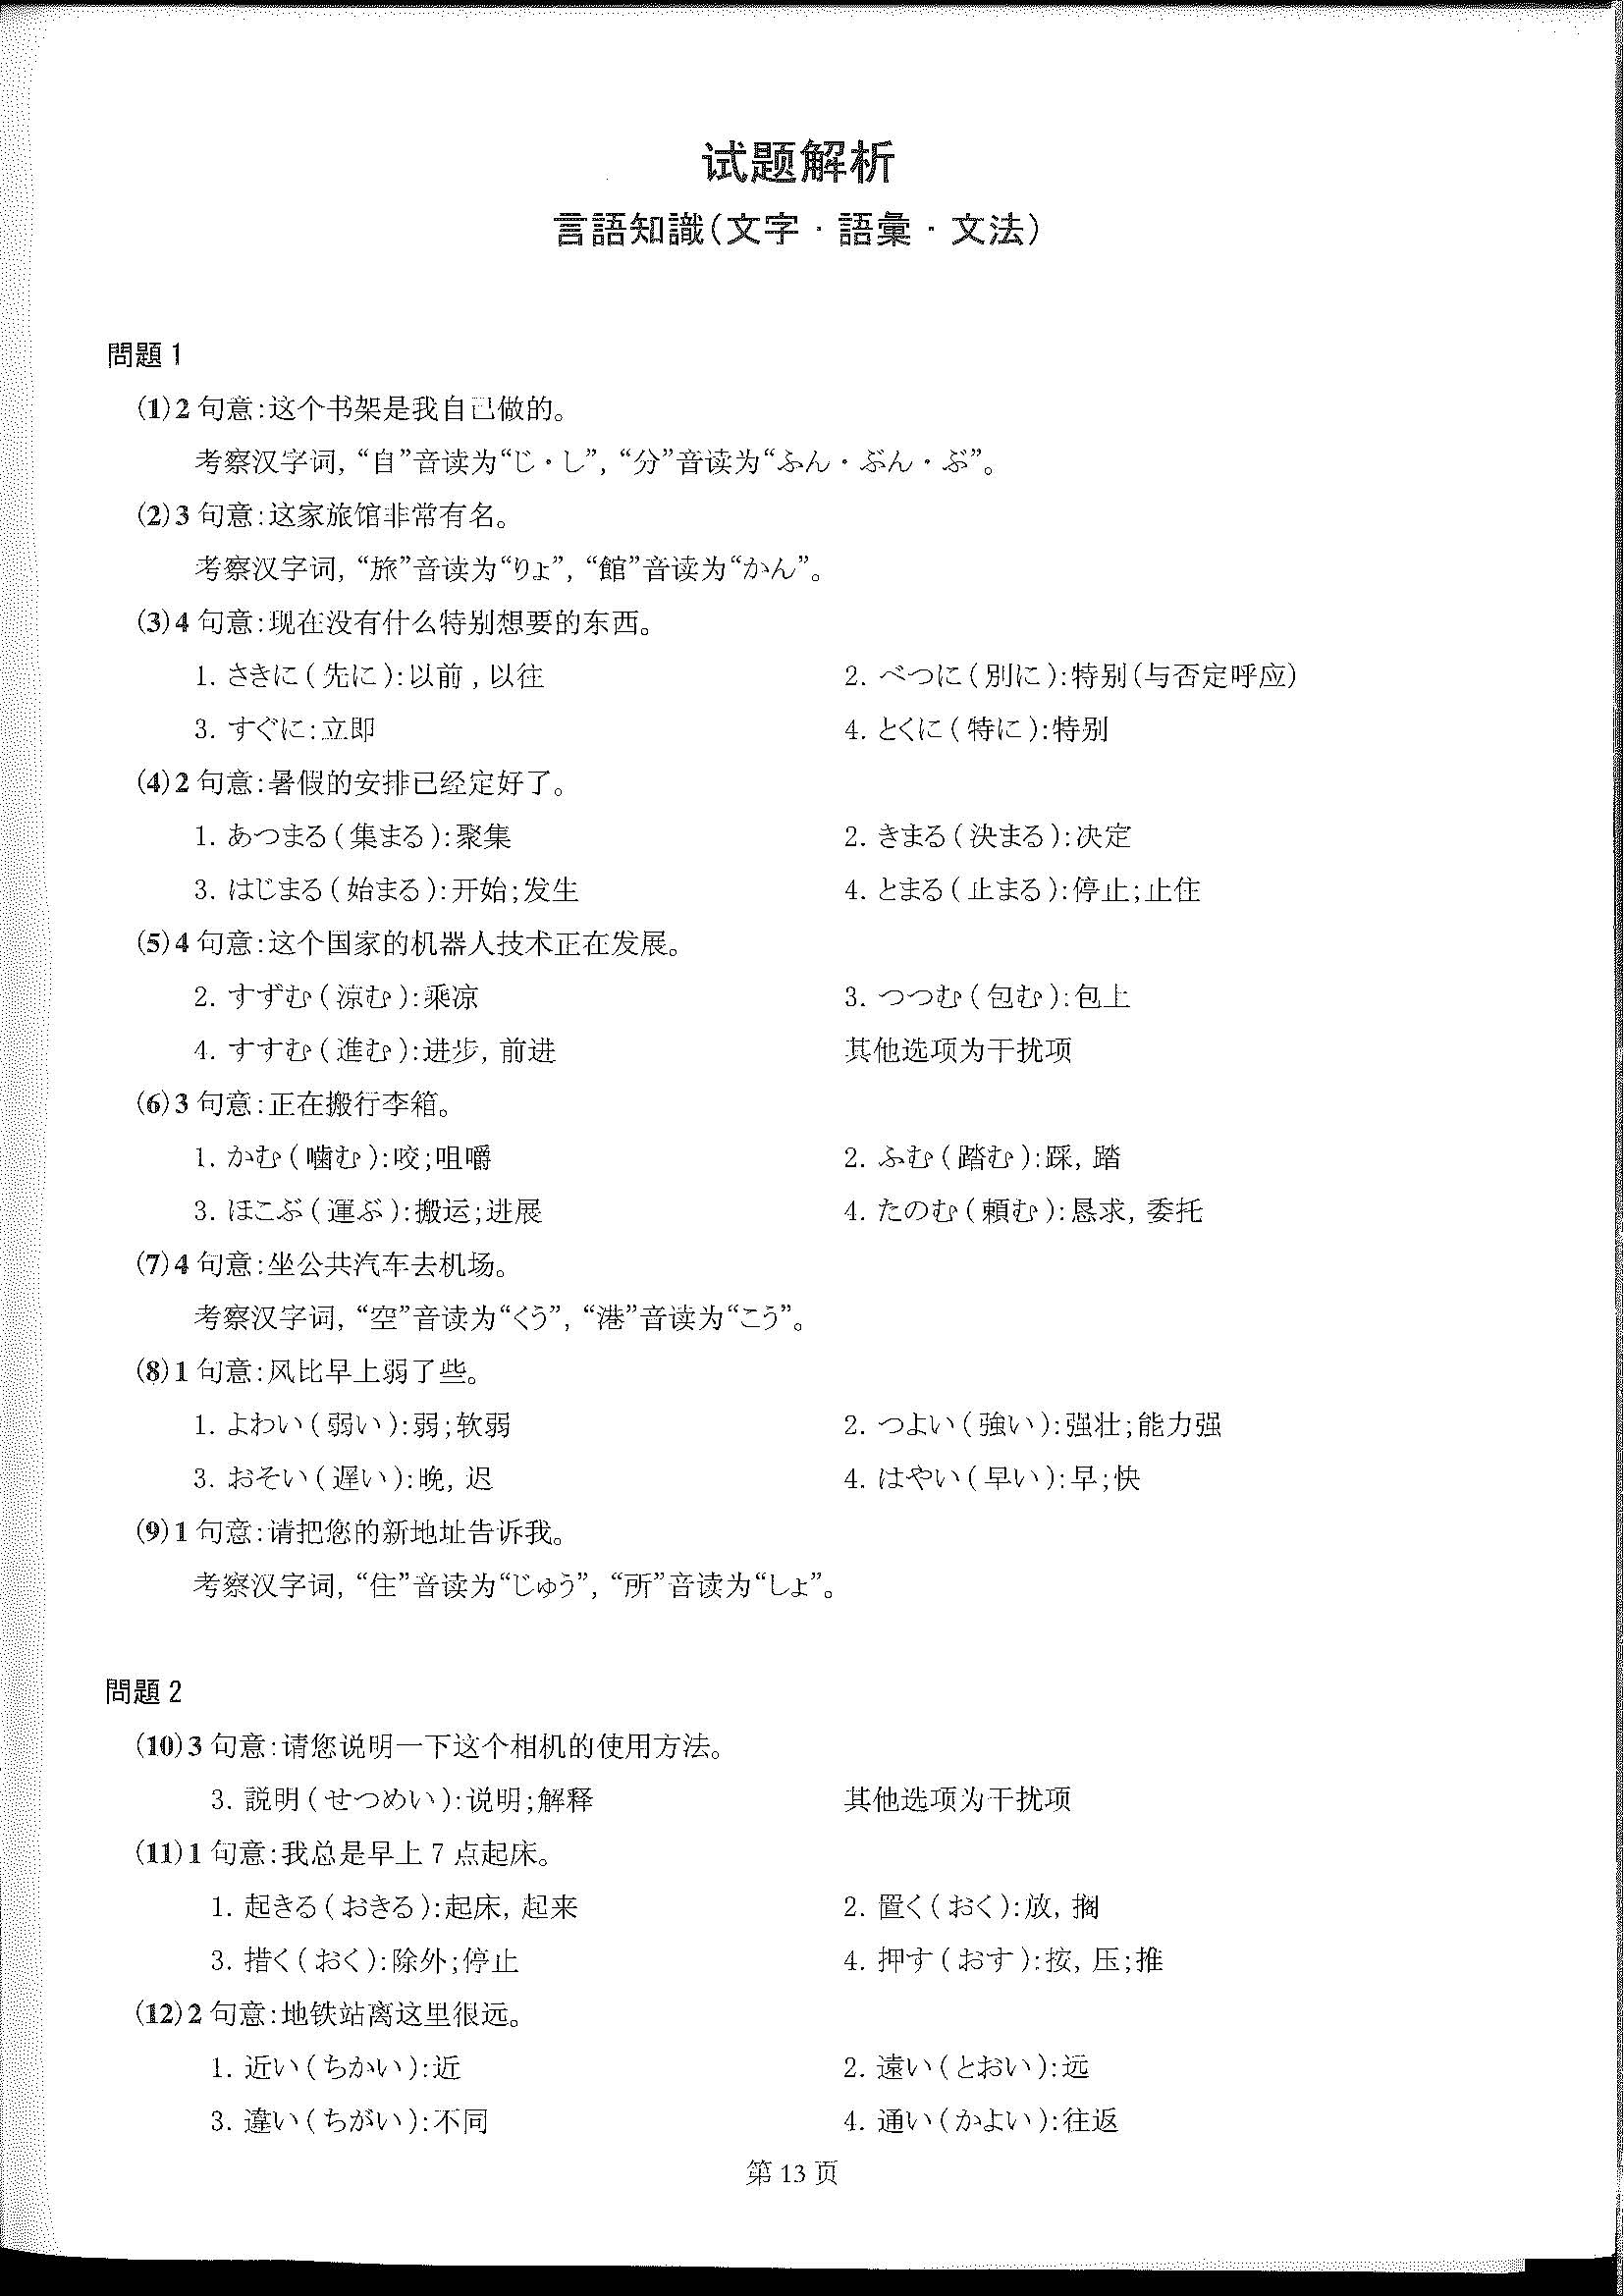 试题解析
言語知識(文字·語彙·文法)
問題 1
(1)2 句意:这个书架是我自己做的。
考察汉字词, “自”音读为“じ・し”, “分”音读为“ふん・ぶん・ぶ”。
(2)3 句意:这家旅馆非常有名。
考察汉字词, “旅”音读为“りょ”, “館”音读为“かん”。
(3)4 句意:现在没有什么特别想要的东西。
1. さきに(先に):以前,以往 2. べつに(別に):特别(与否定呼应)
3. すぐに:立即 4. とくに(特に):特别
(4)2 句意:暑假的安排已经定好了。
1. あつまる(集まる):聚集 2. きまる(決まる):决定
3. はじまる(始まる):开始;发生 4. とまる(止まる):停止;止住
(5)4 句意:这个国家的机器人技术正在发展。
2. すずむ(涼む):乘凉 3. つつむ(包む):包上
4. すすむ(進む):进步, 前进 其他选项为干扰项
(6)3 句意:正在搬行李箱。
1. かむ(噛む):咬;咀嚼 2. ふむ(踏む):踩, 踏
3. ほこぶ(運ぶ):搬运;进展 4. たのむ(頼む):恳求, 委托
(7)4 句意:坐公共汽车去机场。
考察汉字词, “空”音读为“くう”, “港”音读为“こう”。
(8)1 句意:风比早上弱了些。
1. よわい(弱い):弱;软弱 2. つよい(強い):强壮;能力强
3. おそい(遅い):晚, 迟 4. はやい(早い):早;快
(9)1 句意:请把您的新地址告诉我。
考察汉字词, “住”音读为“じゅう”, “所”音读为“しょ”。
問題 2
(10)3 句意:请您说明一下这个相机的使用方法。
3. 説明(せつめい):说明;解释 其他选项为干扰项
(11)1 句意:我总是早上 7 点起床。
1. 起きる(おきる):起床, 起来 2. 置く(おく):放, 搁
3. 措く(おく):除外;停止 4. 押す(おす):按, 压;推
(12)2 句意:地铁站离这里很远。
1. 近い(ちかい):近 2. 遠い(とおい):远
3. 違い(ちがい):不同 4. 通い(かよい):往返
第 13 页